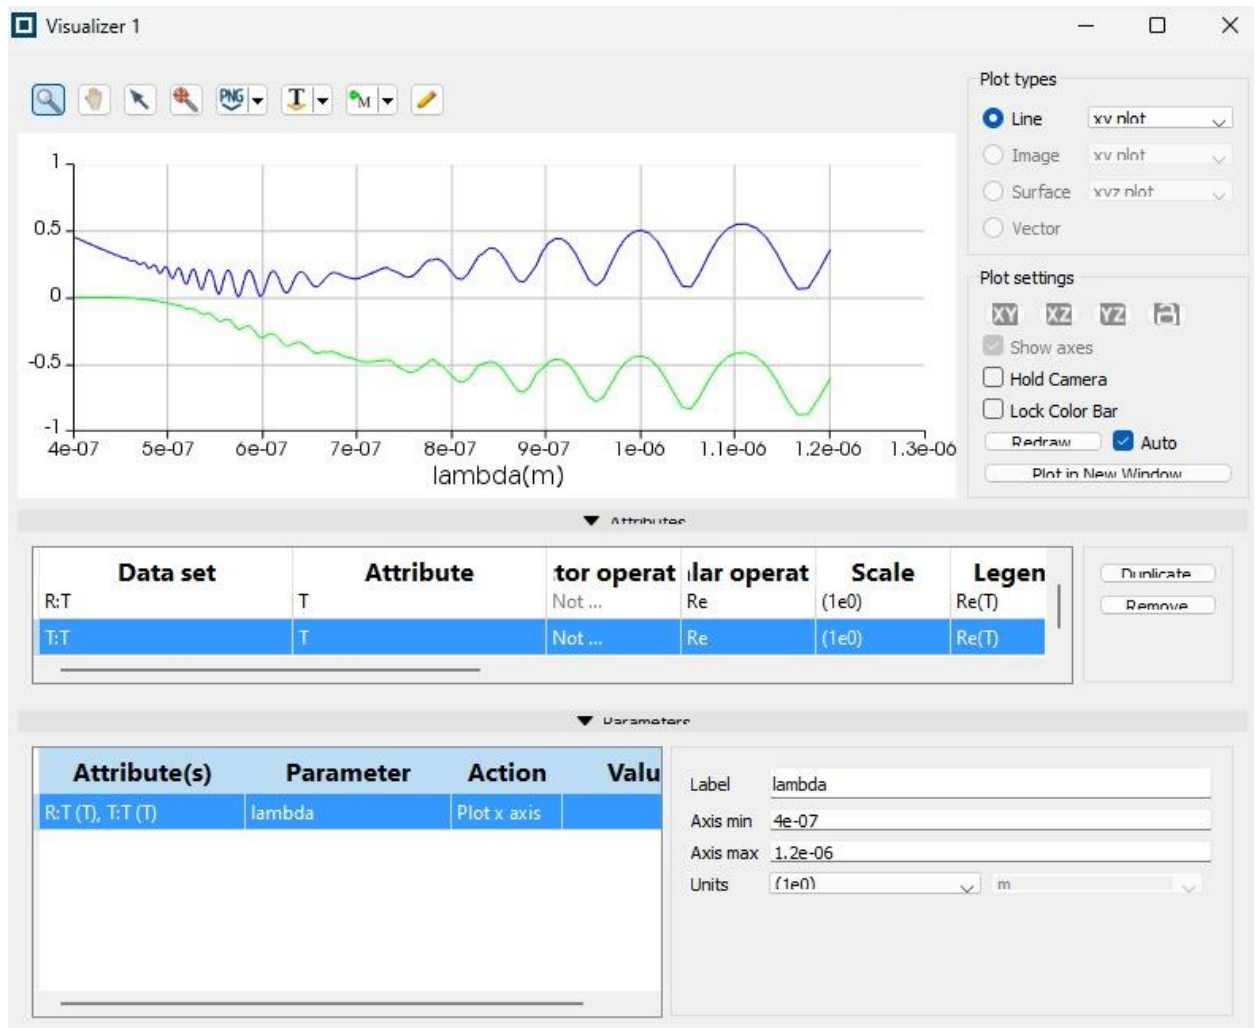 Visualizer 1
PNG T M
Plot types
Line xy plot
Image xy plot
Surface xyz plot
Vector
Plot settings
XY XZ YZ
Show axes
Hold Camera
Lock Color Bar
Redraw Auto
Plot in New Window
1
0.5
0
-0.5
-1
4e-07 5e-07 6e-07 7e-07 8e-07 9e-07 1e-06 1.1e-06 1.2e-06 1.3e-06
lambda(m)
Attributes
Data set Attribute :tor operat lar operat Scale Legen
R:T T Not ... Re (1e0) Re(T)
T:T T Not ... Re (1e0) Re(T)
Duplicate
Remove
Parameters
Attribute(s) Parameter Action Valu
R:T (T), T:T (T) lambda Plot x axis
Label lambda
Axis min 4e-07
Axis max 1.2e-06
Units (1e0) m